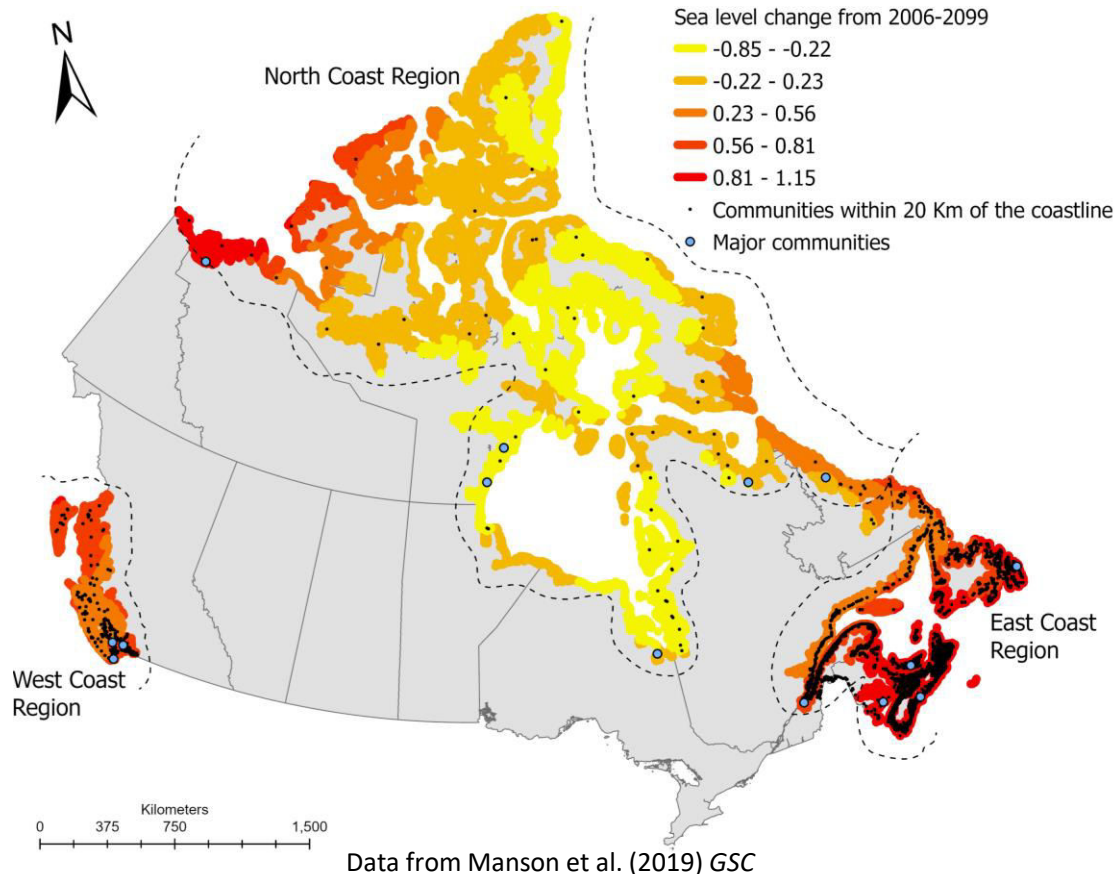 N
North Coast Region
Sea level change from 2006-2099
-0.85 - -0.22
-0.22 - 0.23
0.23 - 0.56
0.56 - 0.81
0.81 - 1.15
Communities within 20 Km of the coastline
Major communities
West Coast
Region
East Coast
Region
Kilometers
0 375 750 1,500
Data from Manson et al. (2019) GSC